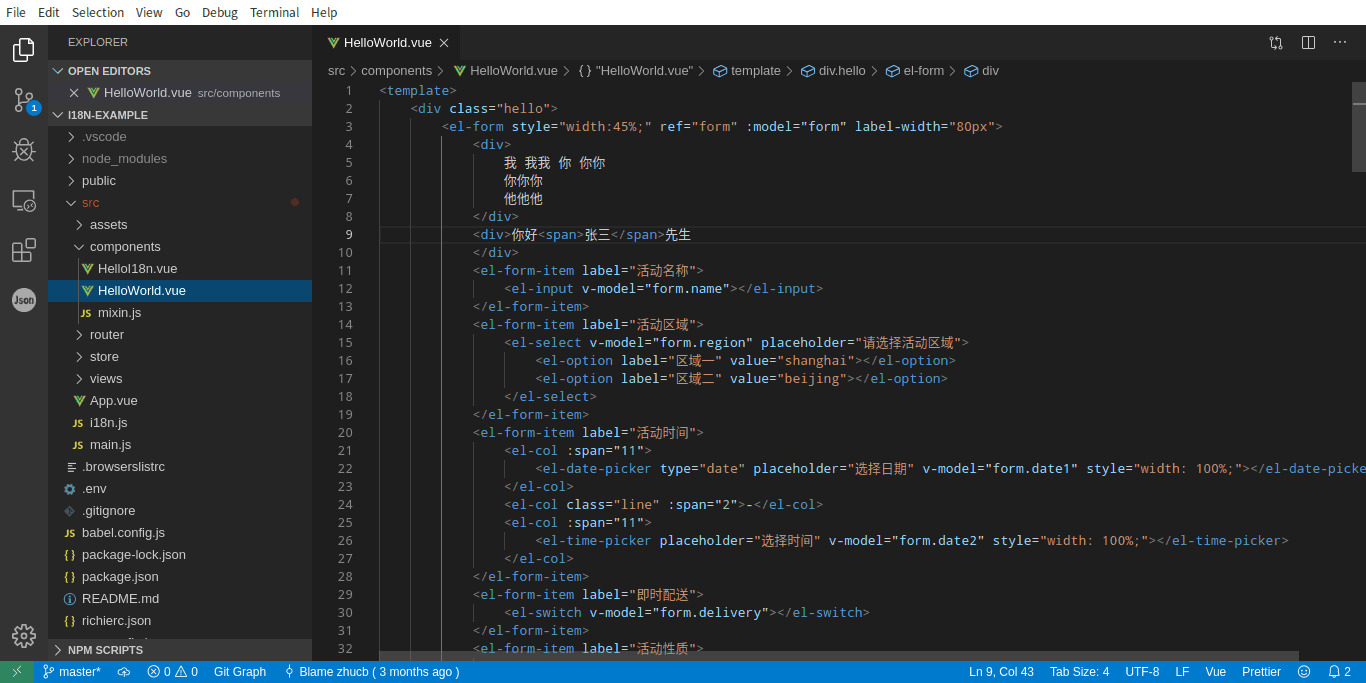 File Edit Selection View Go Debug Terminal Help
EXPLORER
OPEN EDITORS
HelloWorld.vue src/components
I18N-EXAMPLE
.vscode
node_modules
public
src
assets
components
HelloI18n.vue
HelloWorld.vue
JS mixin.js
router
store
views
App.vue
JS i18n.js
JS main.js
.browserslistrc
.env
.gitignore
JS babel.config.js
{} package-lock.json
{} package.json
README.md
{} richierc.json
NPM SCRIPTS
1
Json
HelloWorld.vue
src > components > HelloWorld.vue > {} "HelloWorld.vue" > template > div.hello > el-form > div
1 <template>
2 <div class="hello">
3 <el-form style="width:45%;" ref="form" :model="form" label-width="80px">
4 <div>
5 我 我我 你 你你
6 你你你
7 他他他
8 </div>
9 <div>你好<span>张三</span>先生
10 </div>
11 <el-form-item label="活动名称">
12 <el-input v-model="form.name"></el-input>
13 </el-form-item>
14 <el-form-item label="活动区域">
15 <el-select v-model="form.region" placeholder="请选择活动区域">
16 <el-option label="区域一" value="shanghai"></el-option>
17 <el-option label="区域二" value="beijing"></el-option>
18 </el-select>
19 </el-form-item>
20 <el-form-item label="活动时间">
21 <el-col :span="11">
22 <el-date-picker type="date" placeholder="选择日期" v-model="form.date1" style="width: 100%;"></el-date-picke
23 </el-col>
24 <el-col class="line" :span="2">-</el-col>
25 <el-col :span="11">
26 <el-time-picker placeholder="选择时间" v-model="form.date2" style="width: 100%;"></el-time-picker>
27 </el-col>
28 </el-form-item>
29 <el-form-item label="即时配送">
30 <el-switch v-model="form.delivery"></el-switch>
31 </el-form-item>
32 <el-form-item label="活动性质">
master* 0 0 Git Graph Blame zhucb ( 3 months ago ) Ln 9, Col 43 Tab Size: 4 UTF-8 LF Vue Prettier 2